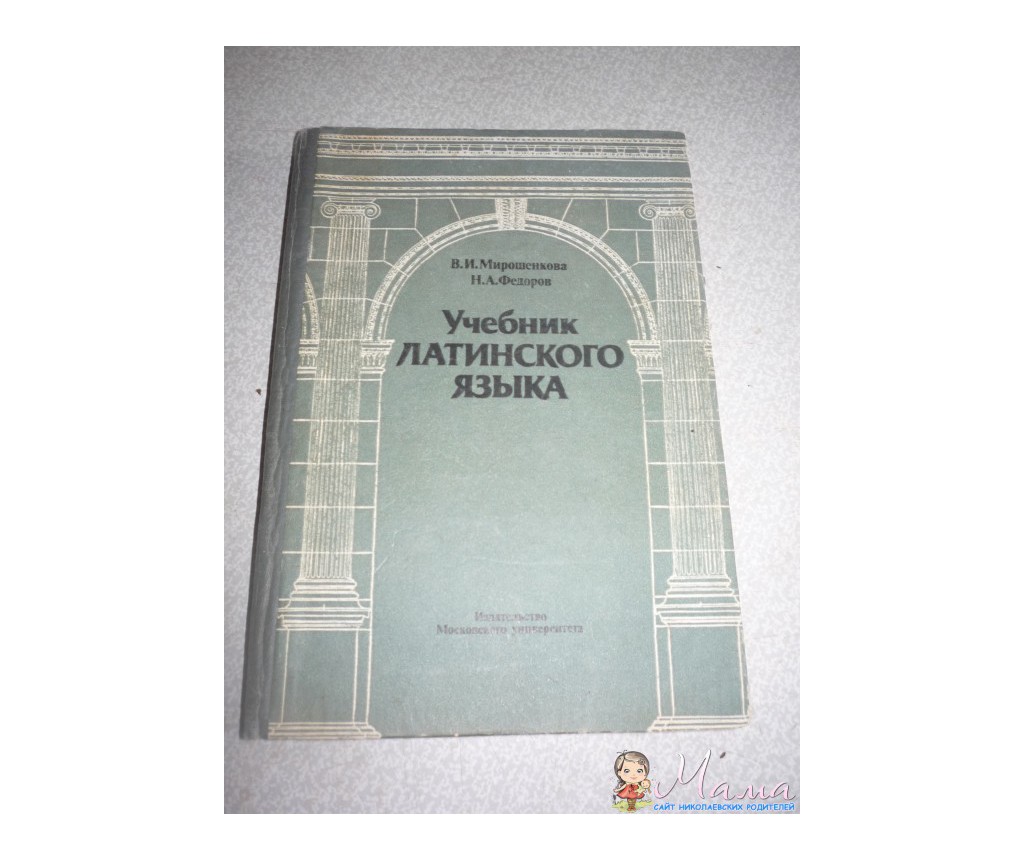 В.И.Мирошенкова
Н.А.Федоров
Учебник
ЛАТИНСКОГО
ЯЗЫКА
Издательство
Московского университета
Мама
САЙТ НИКОЛАЕВСКИХ РОДИТЕЛЕЙ